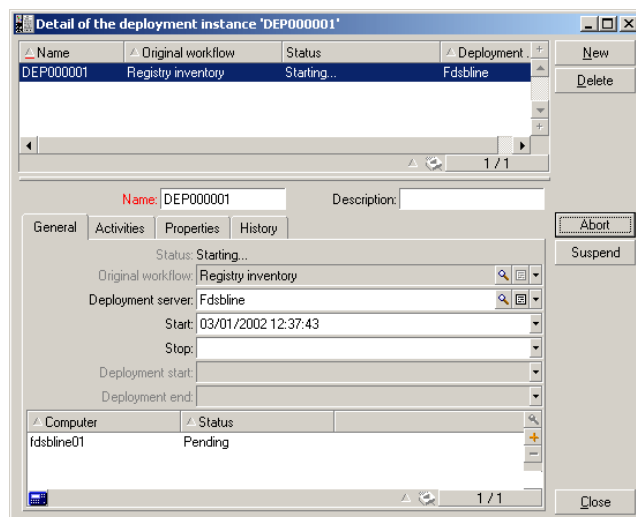 Detail of the deployment instance 'DEP000001'
Name Original workflow Status Deployment .
DEP000001 Registry inventory Starting... Fdsbline
1 / 1
New
Delete
Name: DEP000001 Description:
General Activities Properties History
Abort
Suspend
Status: Starting...
Original workflow: Registry inventory
Deployment server: Fdsbline
Start: 03/01/2002 12:37:43
Stop:
Deployment start:
Deployment end:
Computer Status
fdsbline01 Pending
1 / 1
Close